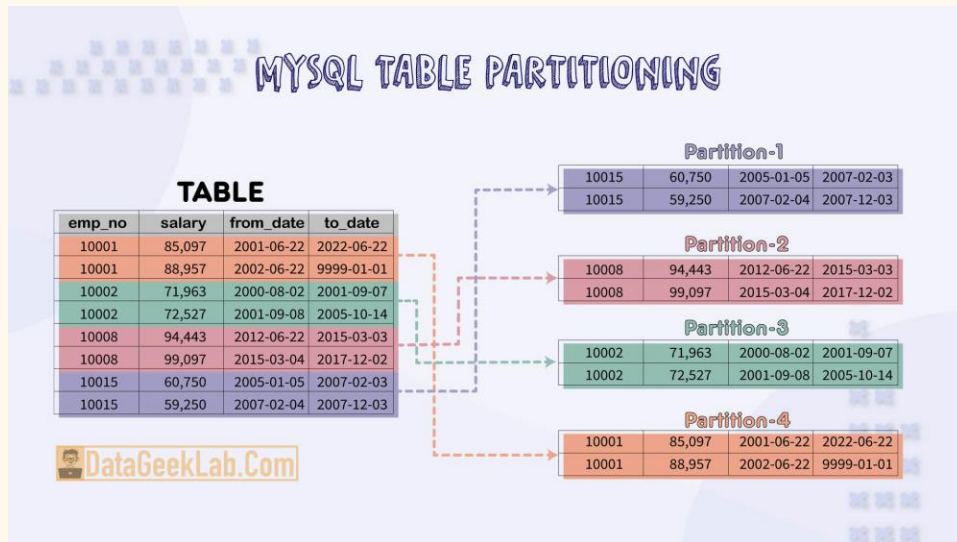 MYSQL TABLE PARTITIONING
TABLE
emp_no salary from_date to_date
10001 85,097 2001-06-22 2022-06-22
10001 88,957 2002-06-22 9999-01-01
10002 71,963 2000-08-02 2001-09-07
10002 72,527 2001-09-08 2005-10-14
10008 94,443 2012-06-22 2015-03-03
10008 99,097 2015-03-04 2017-12-02
10015 60,750 2005-01-05 2007-02-03
10015 59,250 2007-02-04 2007-12-03
DataGeekLab.Com
Partition-1
10015 60,750 2005-01-05 2007-02-03
10015 59,250 2007-02-04 2007-12-03
Partition-2
10008 94,443 2012-06-22 2015-03-03
10008 99,097 2015-03-04 2017-12-02
Partition-3
10002 71,963 2000-08-02 2001-09-07
10002 72,527 2001-09-08 2005-10-14
Partition-4
10001 85,097 2001-06-22 2022-06-22
10001 88,957 2002-06-22 9999-01-01